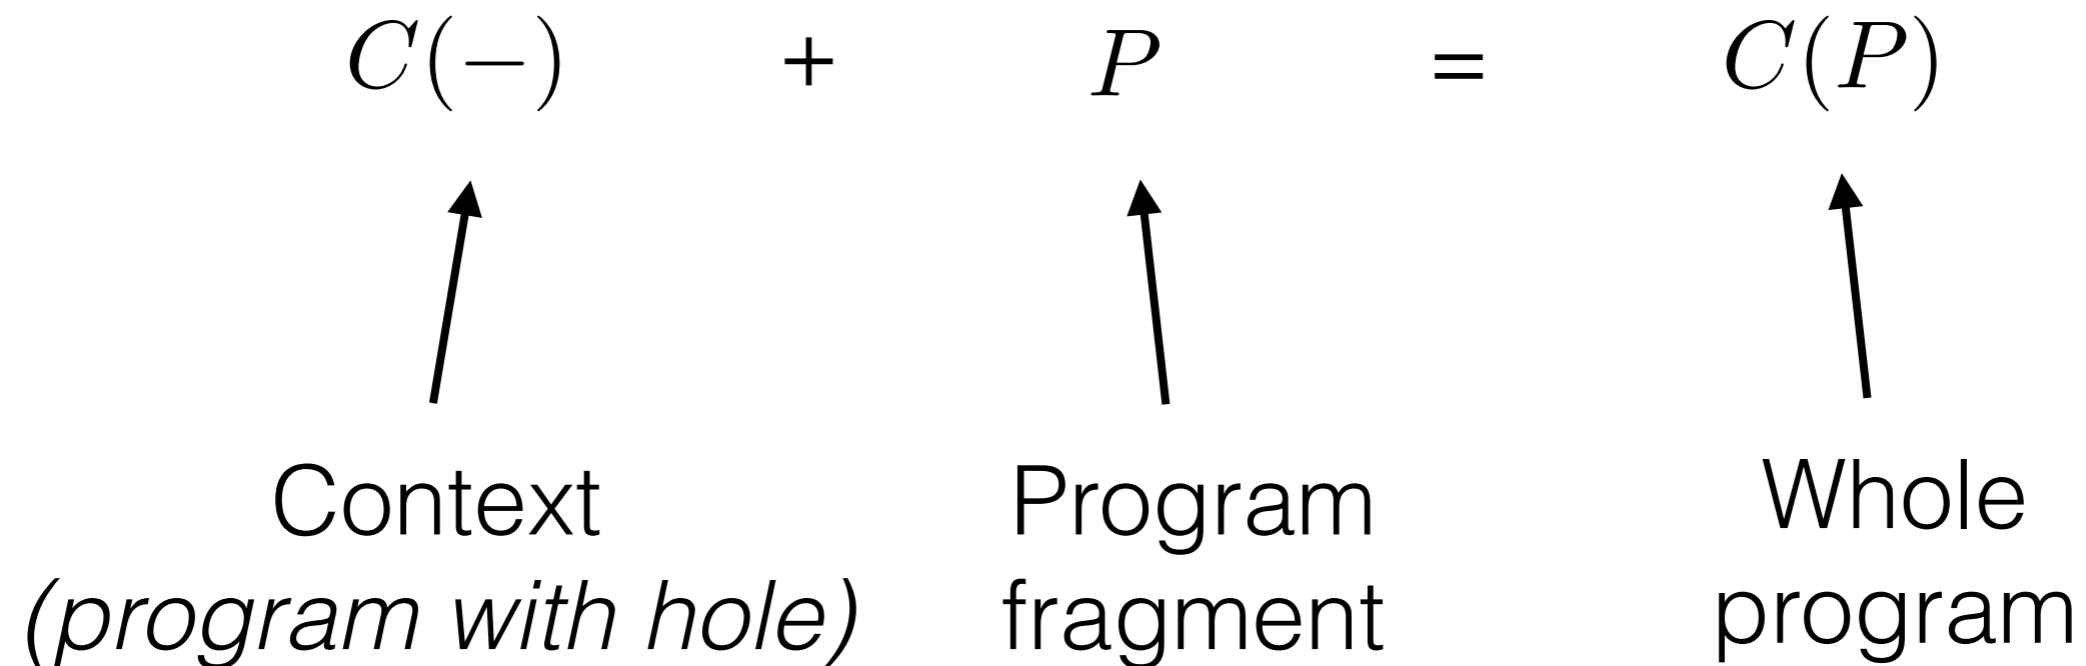 C(−) + P = C(P)
Context Program Whole
(program with hole) fragment program